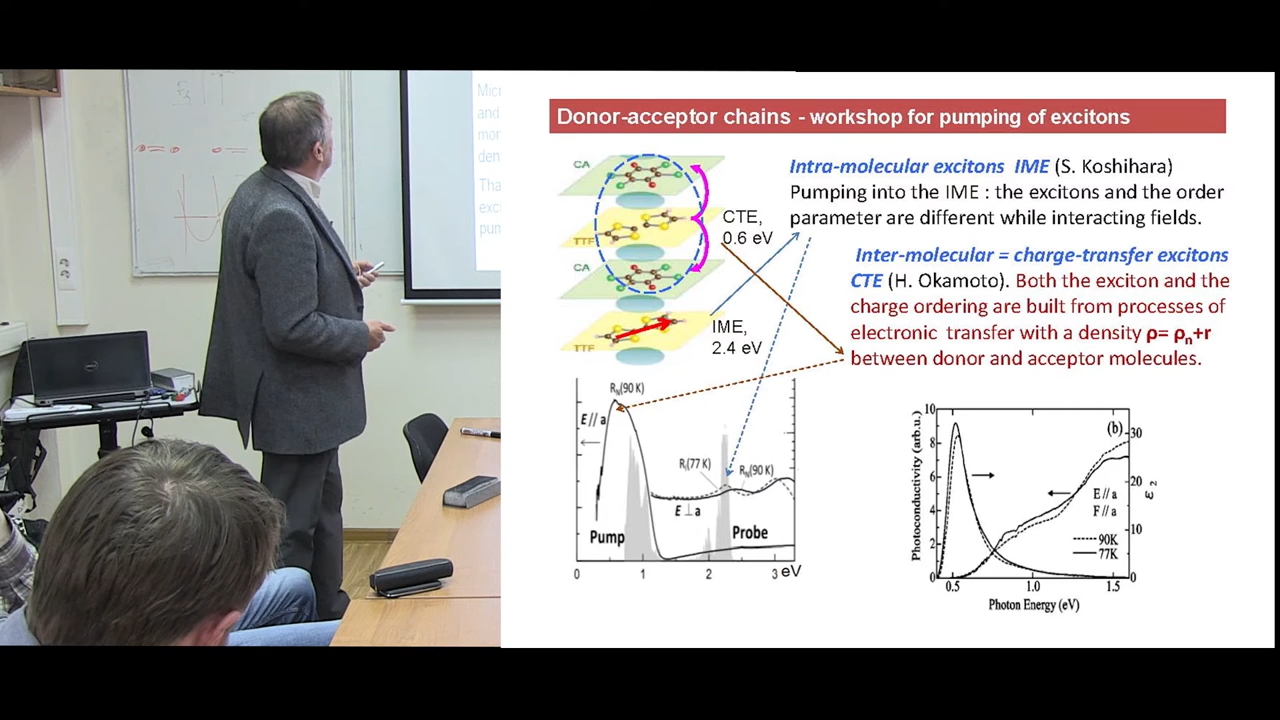 Donor-acceptor chains - workshop for pumping of excitons
CA
TTF
CA
TTF
CTE,
0.6 eV
IME,
2.4 eV
Intra-molecular excitons IME (S. Koshihara)
Pumping into the IME : the excitons and the order
parameter are different while interacting fields.
Inter-molecular = charge-transfer excitons
CTE (H. Okamoto). Both the exciton and the
charge ordering are built from processes of
electronic transfer with a density ρ= ρn+r
between donor and acceptor molecules.
RN(90 K)
E//a
RI(77 K)
RN(90 K)
E⊥a
Pump
Probe
0 1 2 3 eV
(b)
Photoconductivity (arb.u.)
10
8
6
4
2
0
30
20
10
0
ε2
E//a
F//a
90K
77K
0.5 1.0 1.5
Photon Energy (eV)
DELL